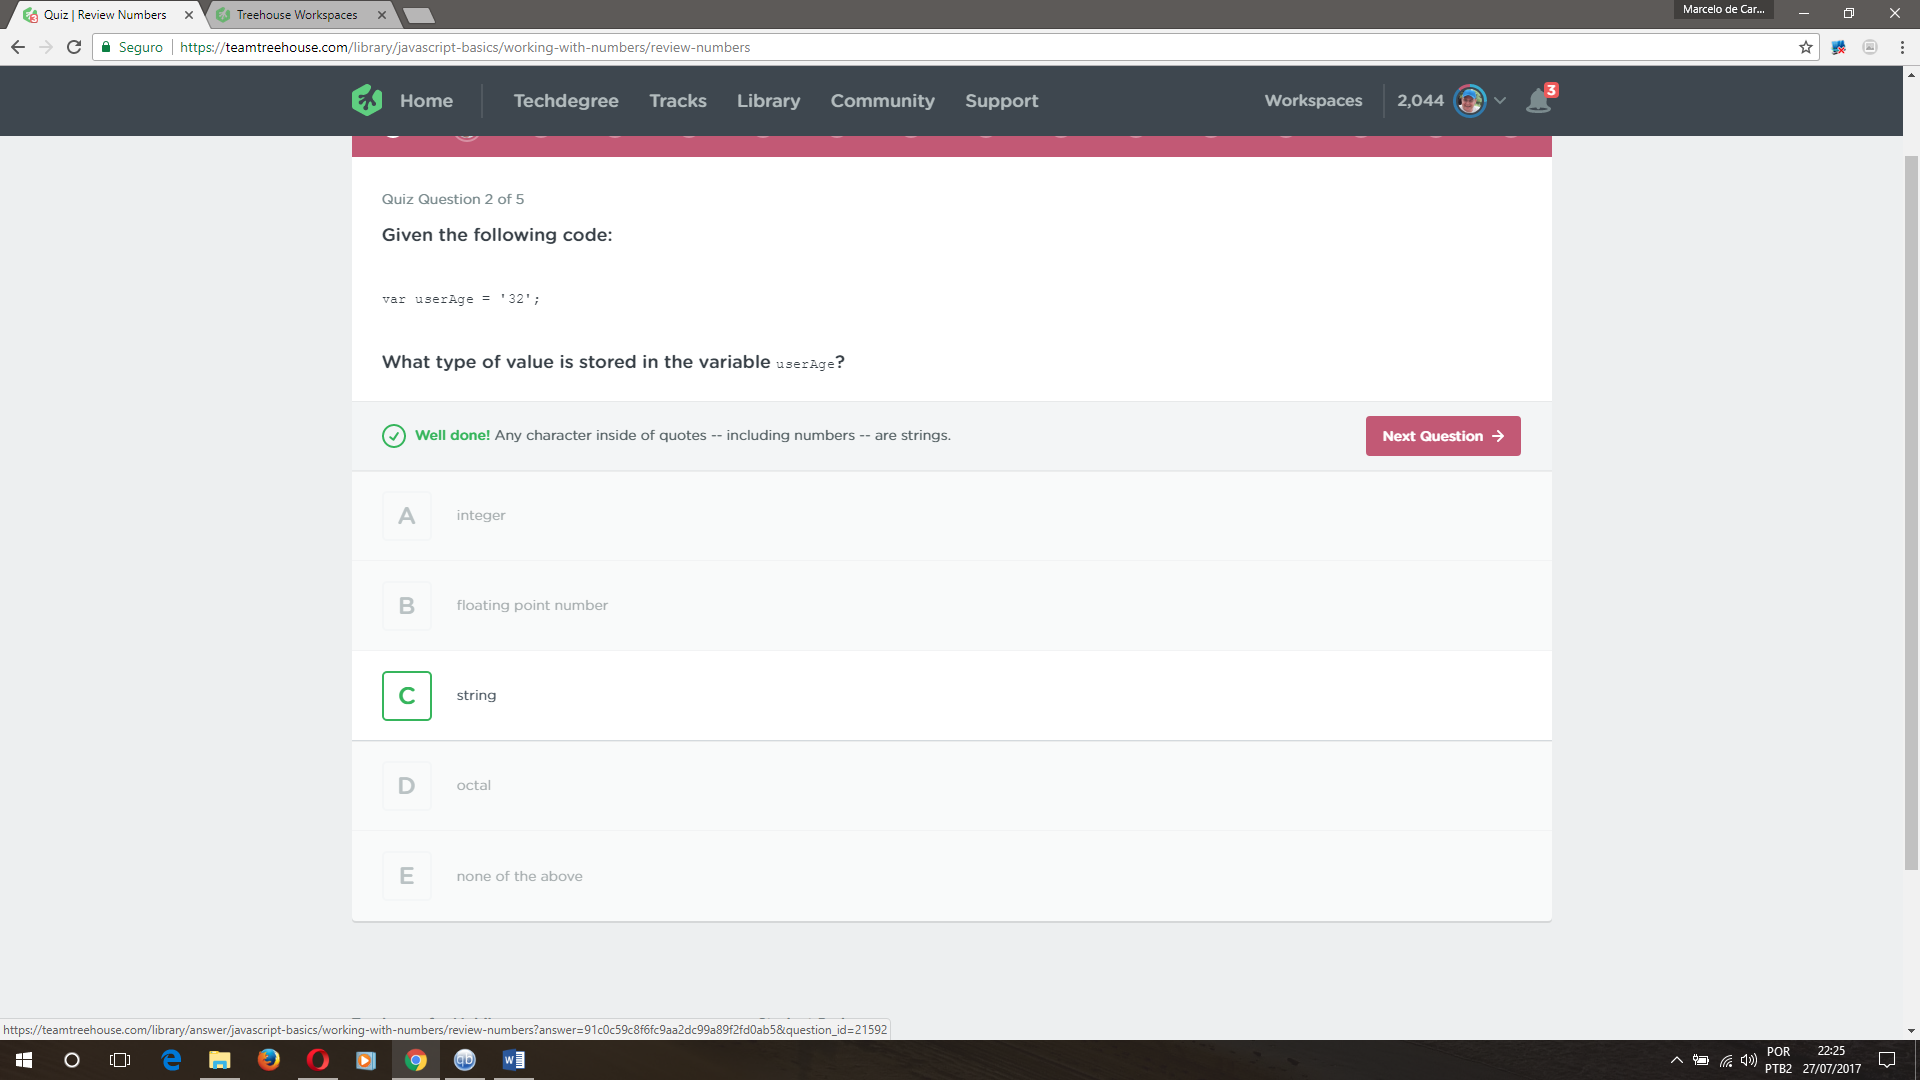 Quiz | Review Numbers
Treehouse Workspaces
Marcelo de Car...
Seguro
https://teamtreehouse.com/library/javascript-basics/working-with-numbers/review-numbers
Home Techdegree Tracks Library Community Support Workspaces 2,044 3
Quiz Question 2 of 5
Given the following code:
var userAge = '32';
What type of value is stored in the variable userAge?
Well done! Any character inside of quotes -- including numbers -- are strings.
Next Question →
A integer
B floating point number
C string
D octal
E none of the above
https://teamtreehouse.com/library/answer/javascript-basics/working-with-numbers/review-numbers?answer=91c0c59c8f6fc9aa2dc99a89f2fd0ab5&question_id=21592
POR 22:25
PTB2 27/07/2017